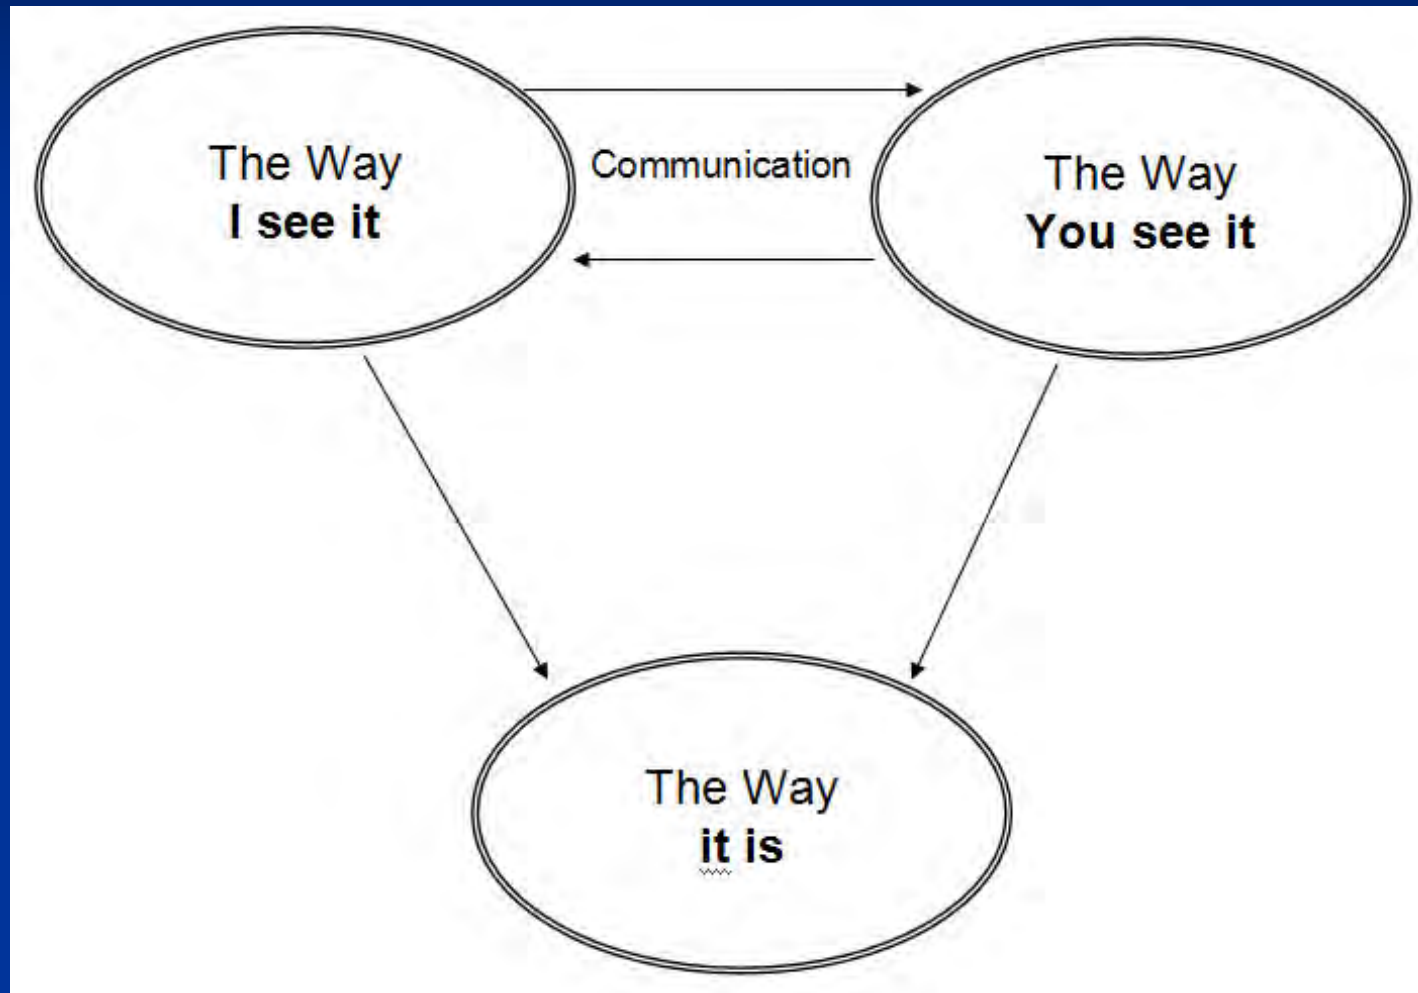 The Way
I see it
Communication
The Way
You see it
The Way
it is